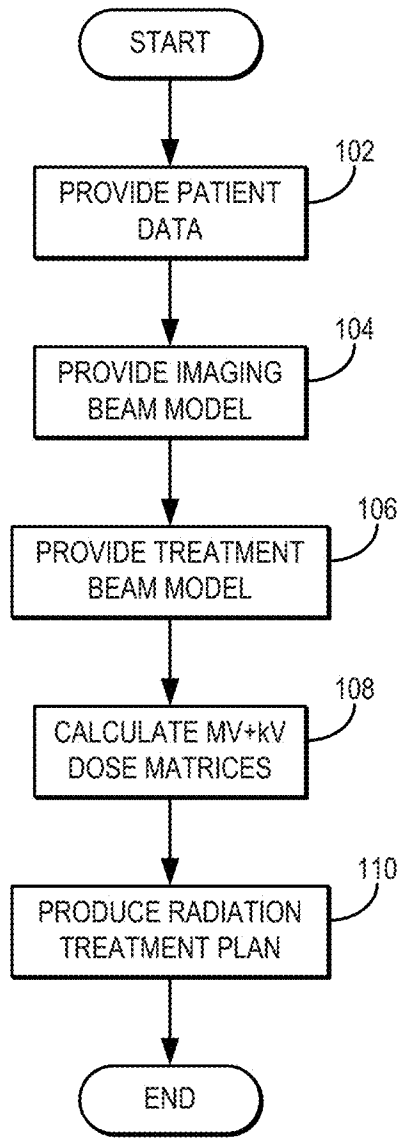 START
102
PROVIDE PATIENT
DATA
104
PROVIDE IMAGING
BEAM MODEL
106
PROVIDE TREATMENT
BEAM MODEL
108
CALCULATE MV+kV
DOSE MATRICES
110
PRODUCE RADIATION
TREATMENT PLAN
END